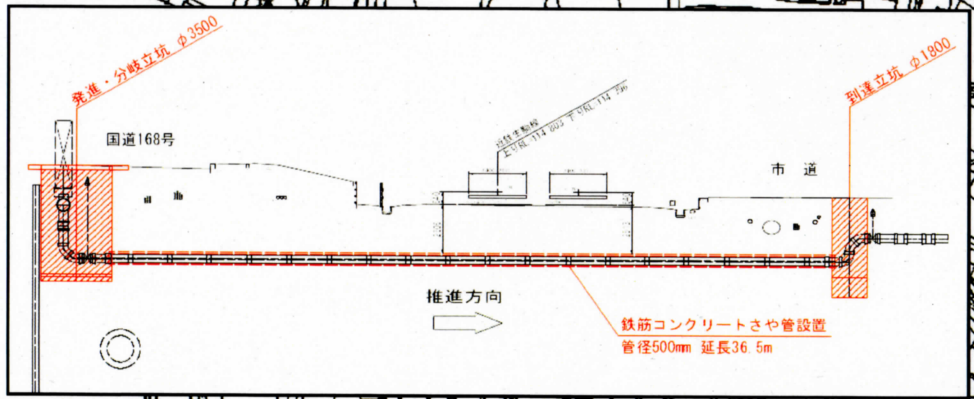 発進・分岐立坑 φ3500
国道168号
到達立坑 φ1800
市 道
推進方向
鉄筋コンクリートさや管設置
管径500mm 延長36.5m